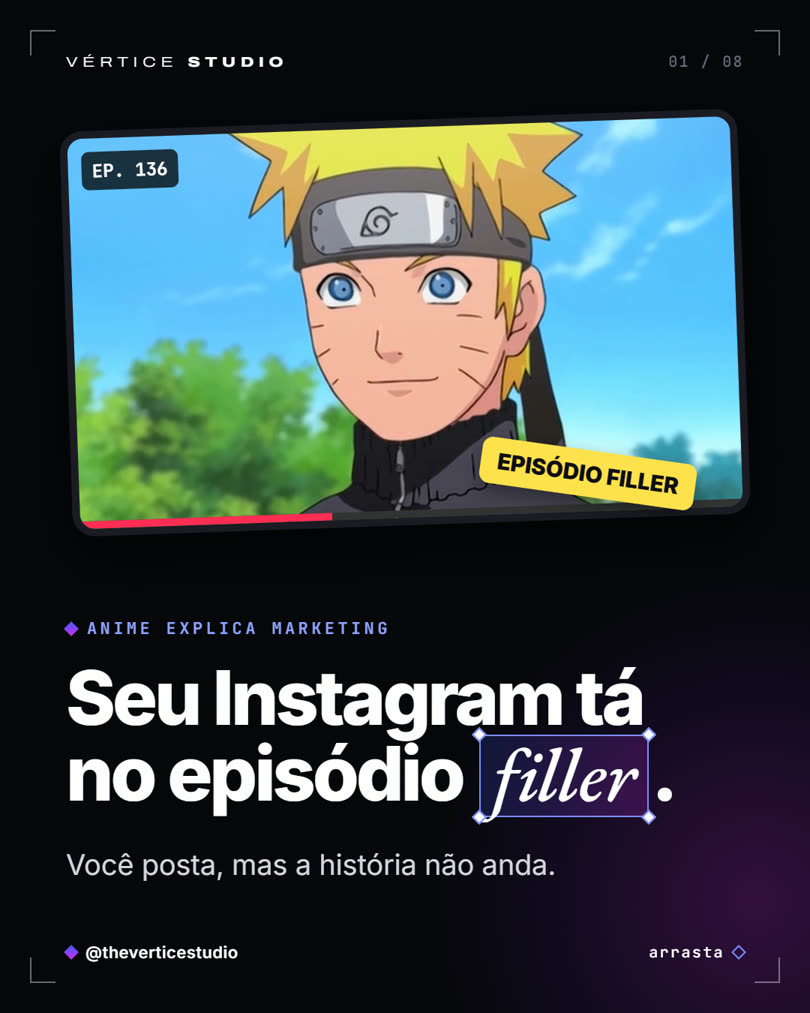 VÉRTICE STUDIO
01 / 08
EP. 136
EPISÓDIO FILLER
ANIME EXPLICA MARKETING
Seu Instagram tá
no episódio filler.
Você posta, mas a história não anda.
@theverticestudio
arrasta